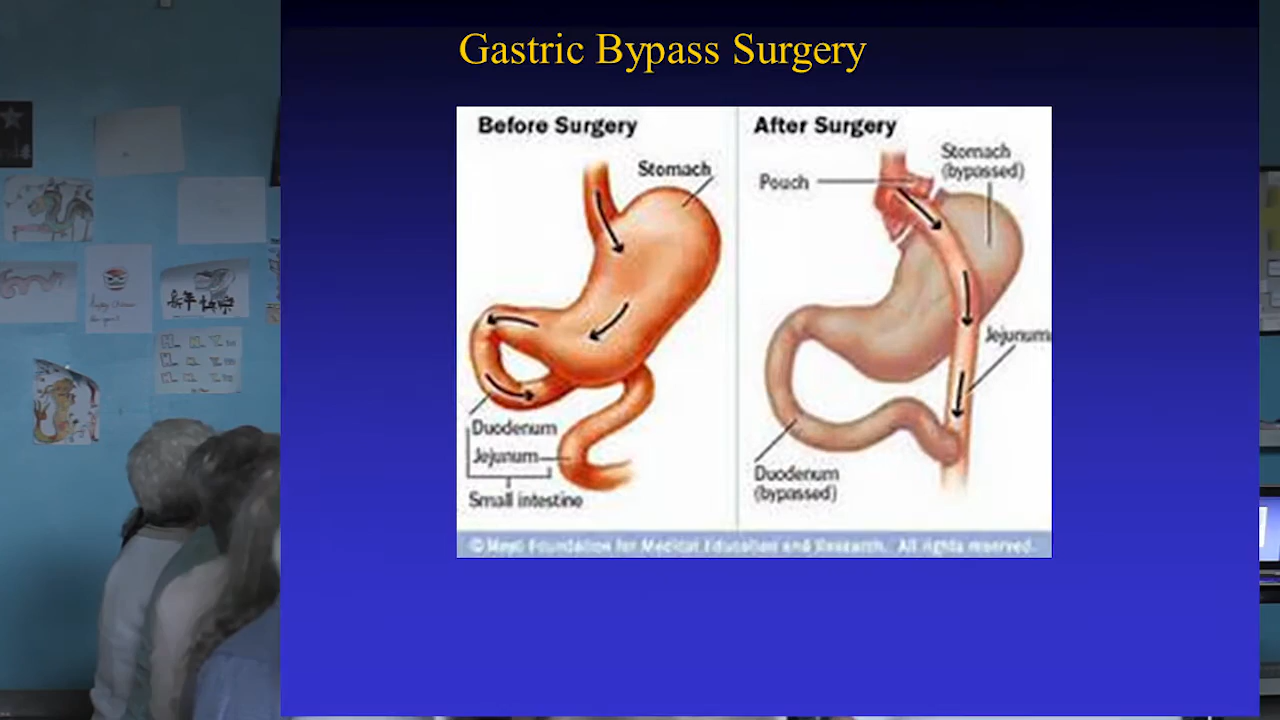 Gastric Bypass Surgery
Before Surgery
Stomach
Duodenum
Jejunum
Small intestine
After Surgery
Pouch
Stomach
(bypassed)
Jejunum
Duodenum
(bypassed)
© Mayo Foundation for Medical Education and Research. All rights reserved.